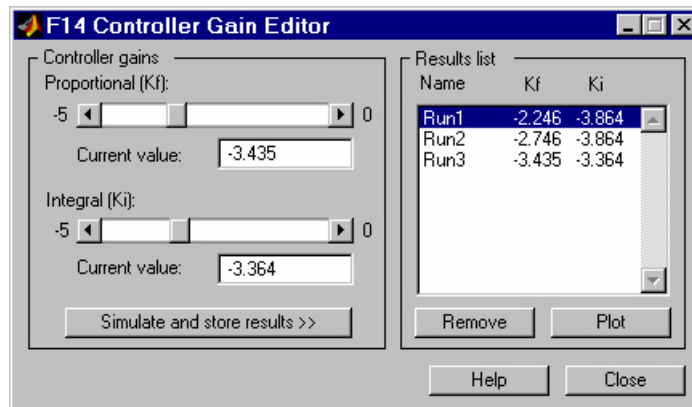 F14 Controller Gain Editor
Controller gains
Proportional (Kf):
-5 0
Current value: -3.435
Integral (Ki):
-5 0
Current value: -3.364
Simulate and store results >>
Results list
Name Kf Ki
Run1 -2.246 -3.864
Run2 -2.746 -3.864
Run3 -3.435 -3.364
Remove Plot
Help Close